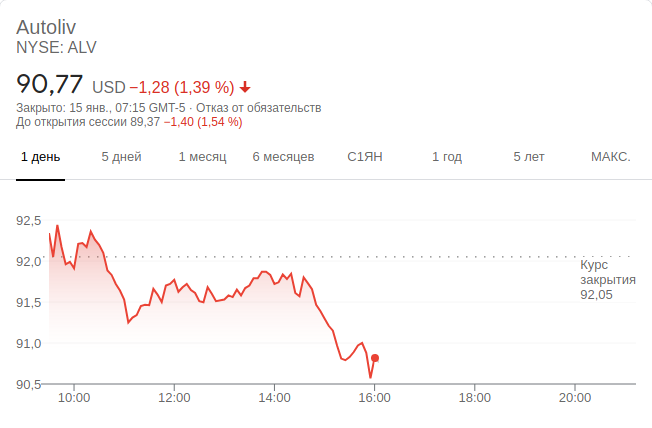 Autoliv
NYSE: ALV
90,77 USD −1,28 (1,39 %)
Закрыто: 15 янв., 07:15 GMT-5 · Отказ от обязательств
До открытия сессии 89,37 −1,40 (1,54 %)
1 день 5 дней 1 месяц 6 месяцев С1ЯН 1 год 5 лет МАКС.
92,5
92,0
91,5
91,0
90,5
Курс
закрытия
92,05
10:00 12:00 14:00 16:00 18:00 20:00